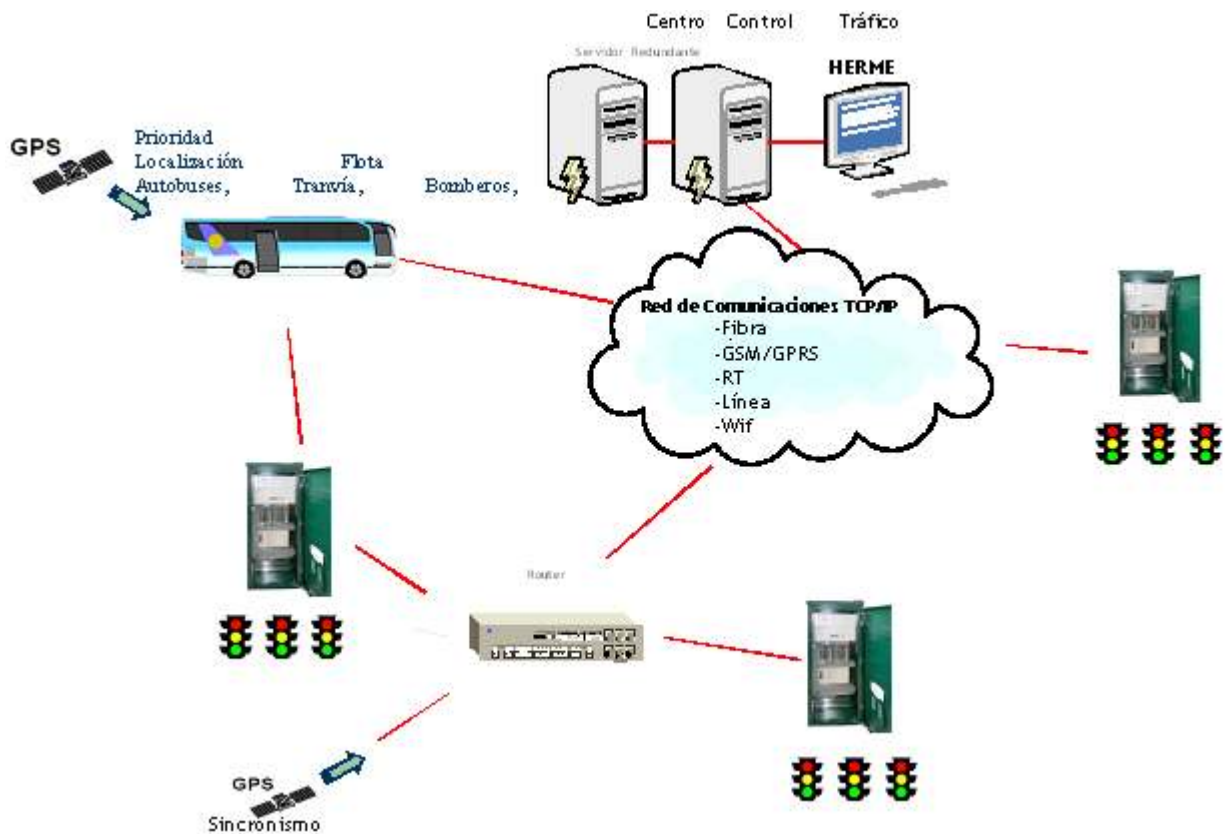 Centro Control Tráfico
Servidor Redundante
HERME
GPS
Prioridad
Localización Flota
Autobuses, Tranvía, Bomberos,
Red de Comunicaciones TCP/IP
-Fibra
-GSM/GPRS
-RT
-Línea
-Wif
Router
GPS
Sincronismo